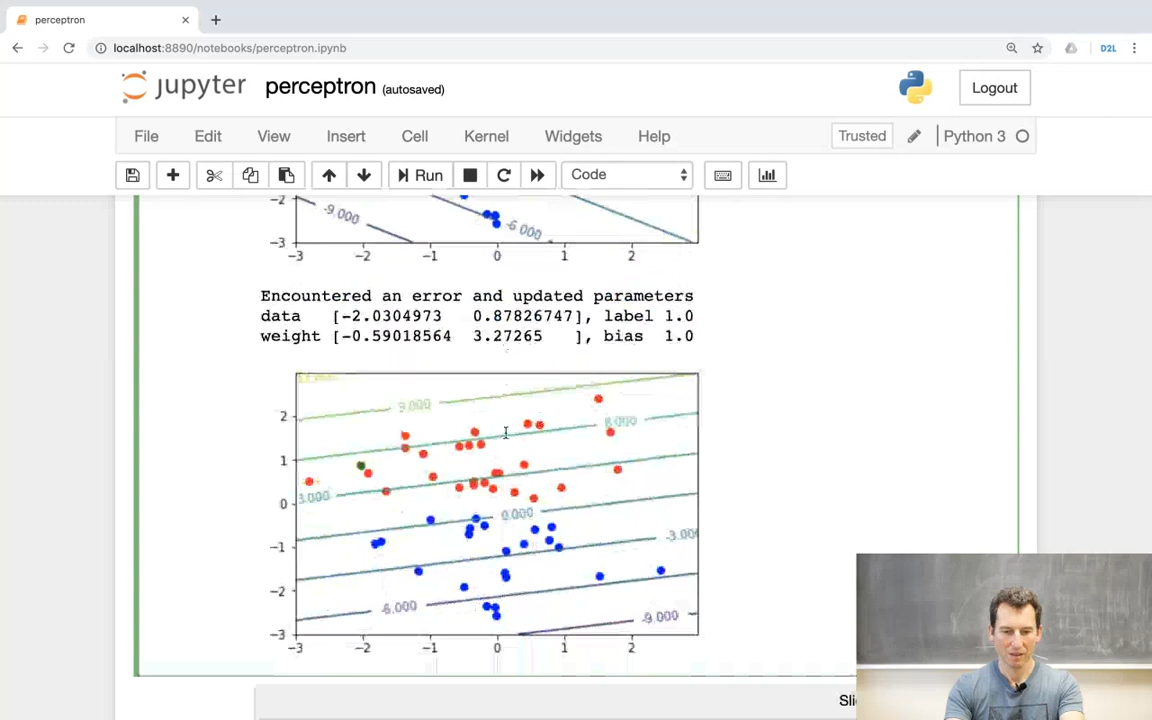 perceptron
localhost:8890/notebooks/perceptron.ipynb
D2L
jupyter perceptron (autosaved)
Logout
File Edit View Insert Cell Kernel Widgets Help
Trusted
Python 3
Run
Code
−2
-9.000
-6.000
−3
−3 −2 −1 0 1 2
Encountered an error and updated parameters
data [-2.0304973 0.87826747], label 1.0
weight [-0.59018564 3.27265 ], bias 1.0
9.000
2
6.000
1
3.000
0
0.000
−1
-3.000
−2
-6.000
-9.000
−3
−3 −2 −1 0 1 2